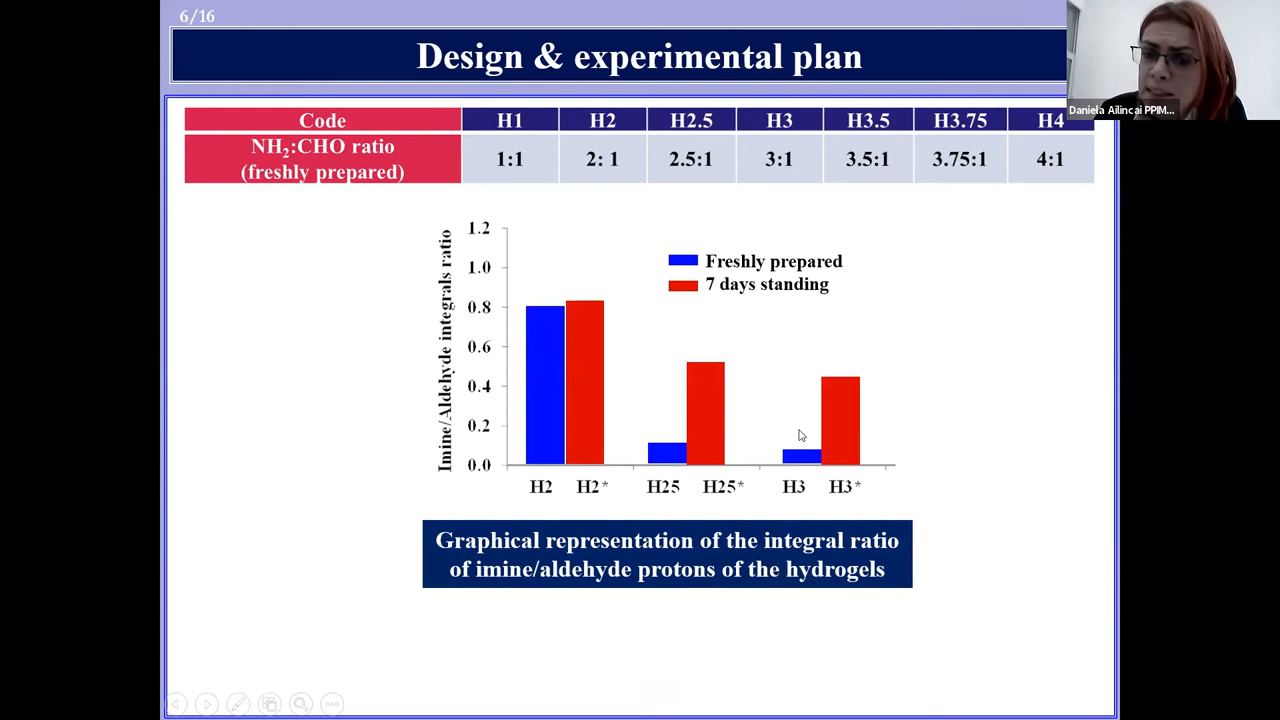 6/16
Design & experimental plan
Daniela Ailincai PPIM...
Code H1 H2 H2.5 H3 H3.5 H3.75 H4
NH₂:CHO ratio
(freshly prepared) 1:1 2: 1 2.5:1 3:1 3.5:1 3.75:1 4:1
Imine/Aldehyde integrals ratio
1.2
1.0
0.8
0.6
0.4
0.2
0.0
Freshly prepared
7 days standing
H2 H2* H25 H25* H3 H3*
Graphical representation of the integral ratio
of imine/aldehyde protons of the hydrogels